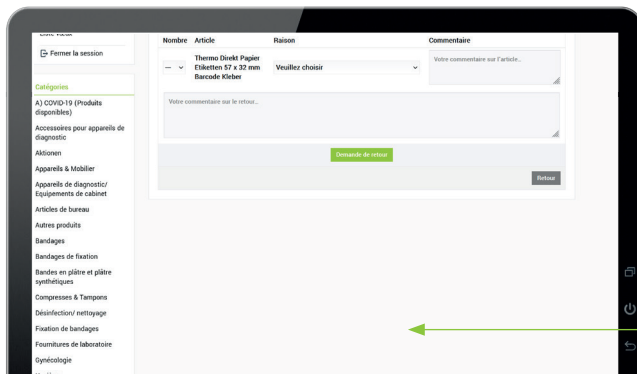 Liste vœux
Fermer la session
Catégories
A) COVID-19 (Produits
disponibles)
Accessoires pour appareils de
diagnostic
Aktionen
Appareils & Mobilier
Appareils de diagnostic/
Equipements de cabinet
Articles de bureau
Autres produits
Bandages
Bandages de fixation
Bandes en plâtre et plâtre
synthétiques
Compresses & Tampons
Désinfection/ nettoyage
Fixation de bandages
Fournitures de laboratoire
Gynécologie
Nombre Article Raison Commentaire
Thermo Direkt Papier
Etiketten 57 x 32 mm
Barcode Kleber
— Veuillez choisir
Votre commentaire sur l'article...
Votre commentaire sur le retour...
Demande de retour
Retour